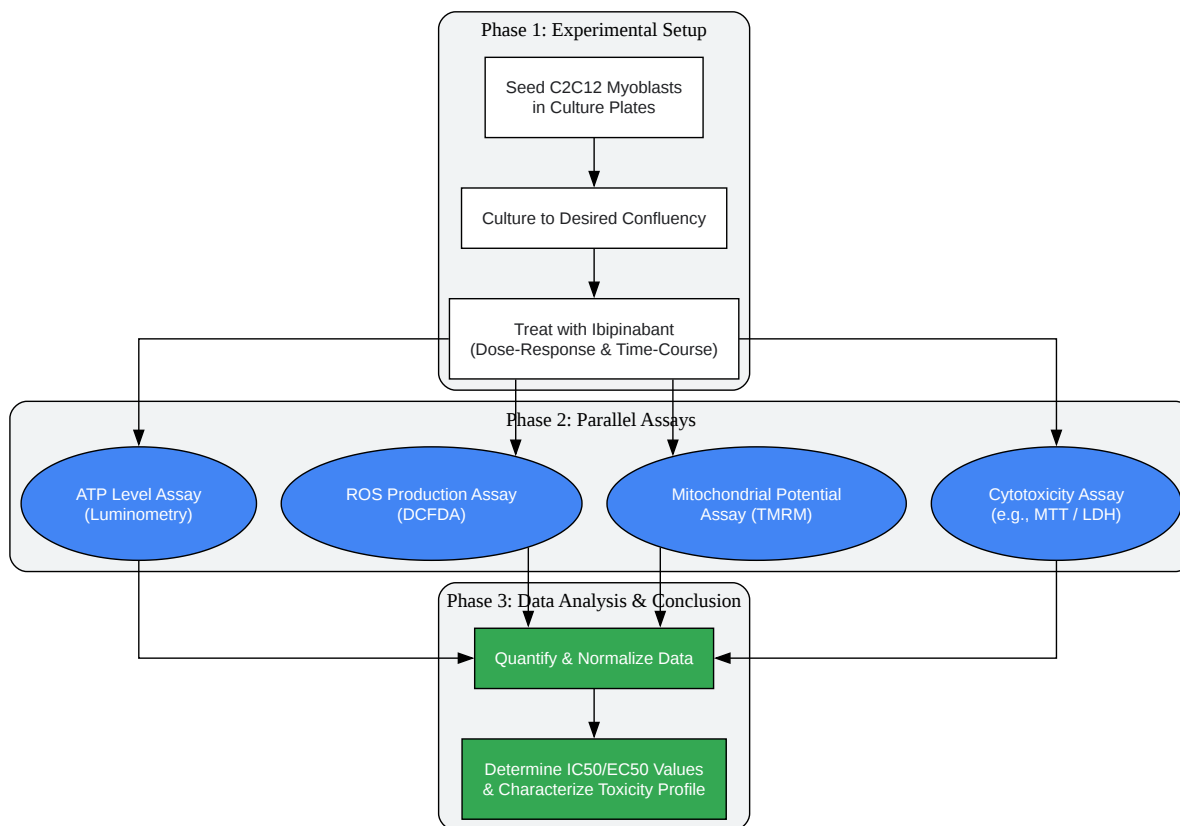 Phase 1: Experimental Setup
Seed C2C12 Myoblasts
in Culture Plates
Culture to Desired Confluency
Treat with Ibipinabant
(Dose-Response & Time-Course)
Phase 2: Parallel Assays
ATP Level Assay
(Luminometry)
ROS Production Assay
(DCFDA)
Mitochondrial Potential
Assay (TMRM)
Cytotoxicity Assay
(e.g., MTT / LDH)
Phase 3: Data Analysis & Conclusion
Quantify & Normalize Data
Determine IC50/EC50 Values
& Characterize Toxicity Profile